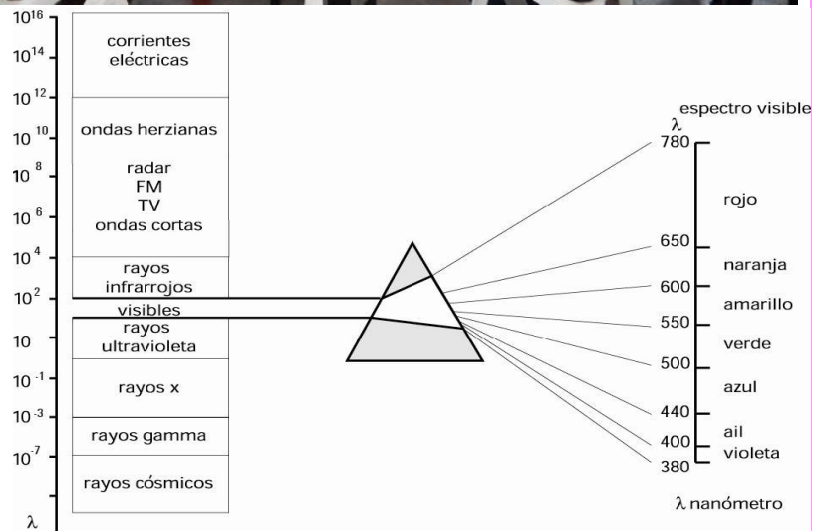 10^16
10^14
10^12
10^10
10^8
10^6
10^4
10^2
10
10^-1
10^-3
10^-7
λ
corrientes
eléctricas
ondas herzianas
radar
FM
TV
ondas cortas
rayos
infrarrojos
visibles
rayos
ultravioleta
rayos x
rayos gamma
rayos cósmicos
espectro visible
λ
780
rojo
650
naranja
600
amarillo
550
verde
500
azul
440
ail
400
violeta
380
λ nanómetro